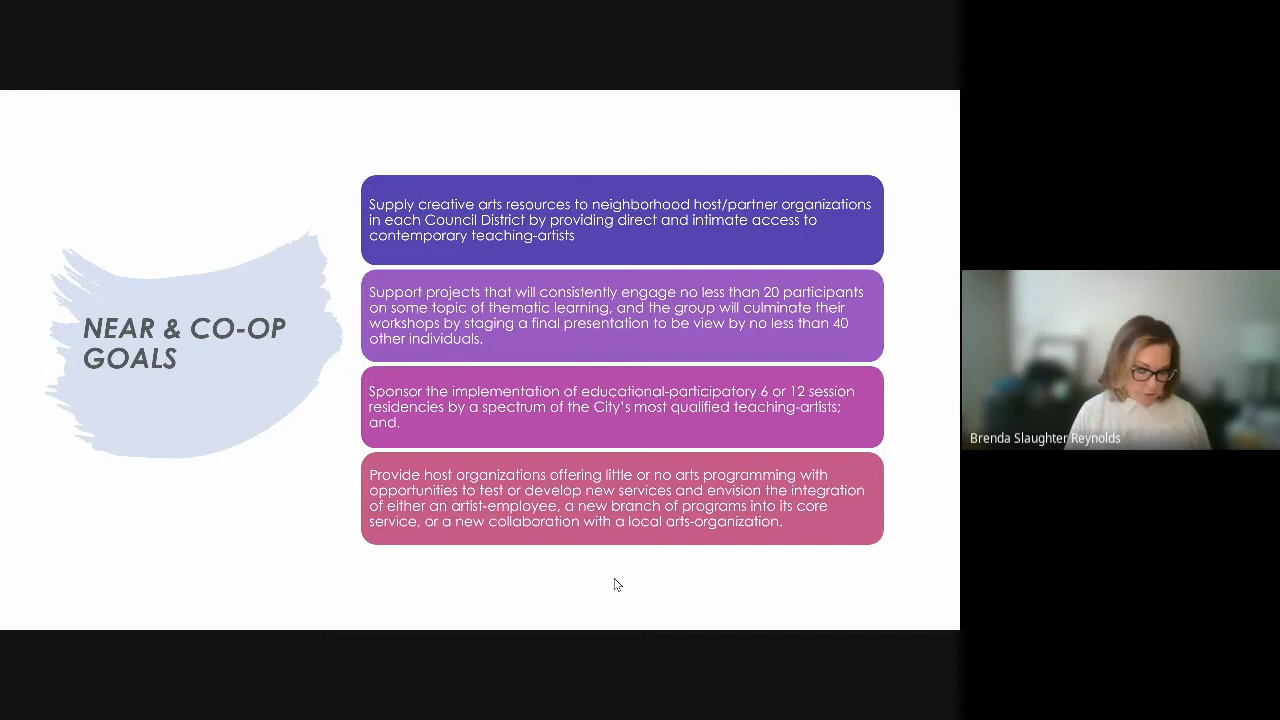 NEAR & CO-OP
GOALS
Supply creative arts resources to neighborhood host/partner organizations
in each Council District by providing direct and intimate access to
contemporary teaching-artists
Support projects that will consistently engage no less than 20 participants
on some topic of thematic learning, and the group will culminate their
workshops by staging a final presentation to be view by no less than 40
other individuals.
Sponsor the implementation of educational-participatory 6 or 12 session
residencies by a spectrum of the City's most qualified teaching-artists;
and.
Provide host organizations offering little or no arts programming with
opportunities to test or develop new services and envision the integration
of either an artist-employee, a new branch of programs into its core
service, or a new collaboration with a local arts-organization.
Brenda Slaughter Reynolds